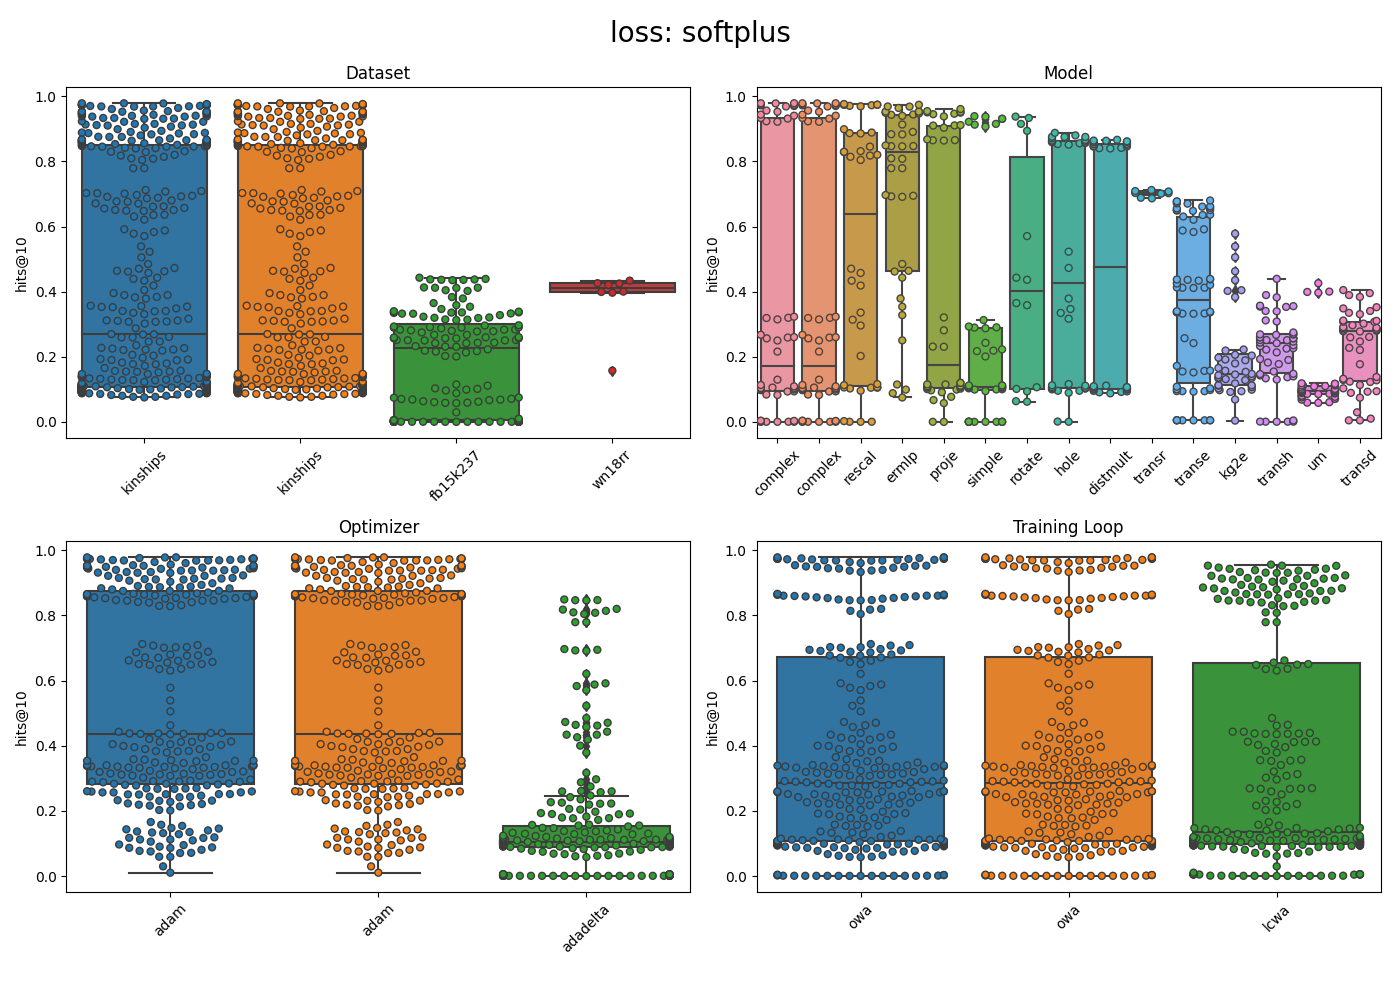 loss: softplus
Dataset
hits@10
1.0
0.8
0.6
0.4
0.2
0.0
kinships
kinships
fb15k237
wn18rr
Model
hits@10
1.0
0.8
0.6
0.4
0.2
0.0
complex
complex
rescal
ermlp
proje
simple
rotate
hole
distmult
transr
transe
kg2e
transh
um
transd
Optimizer
hits@10
1.0
0.8
0.6
0.4
0.2
0.0
adam
adam
adadelta
Training Loop
hits@10
1.0
0.8
0.6
0.4
0.2
0.0
owa
owa
lcwa